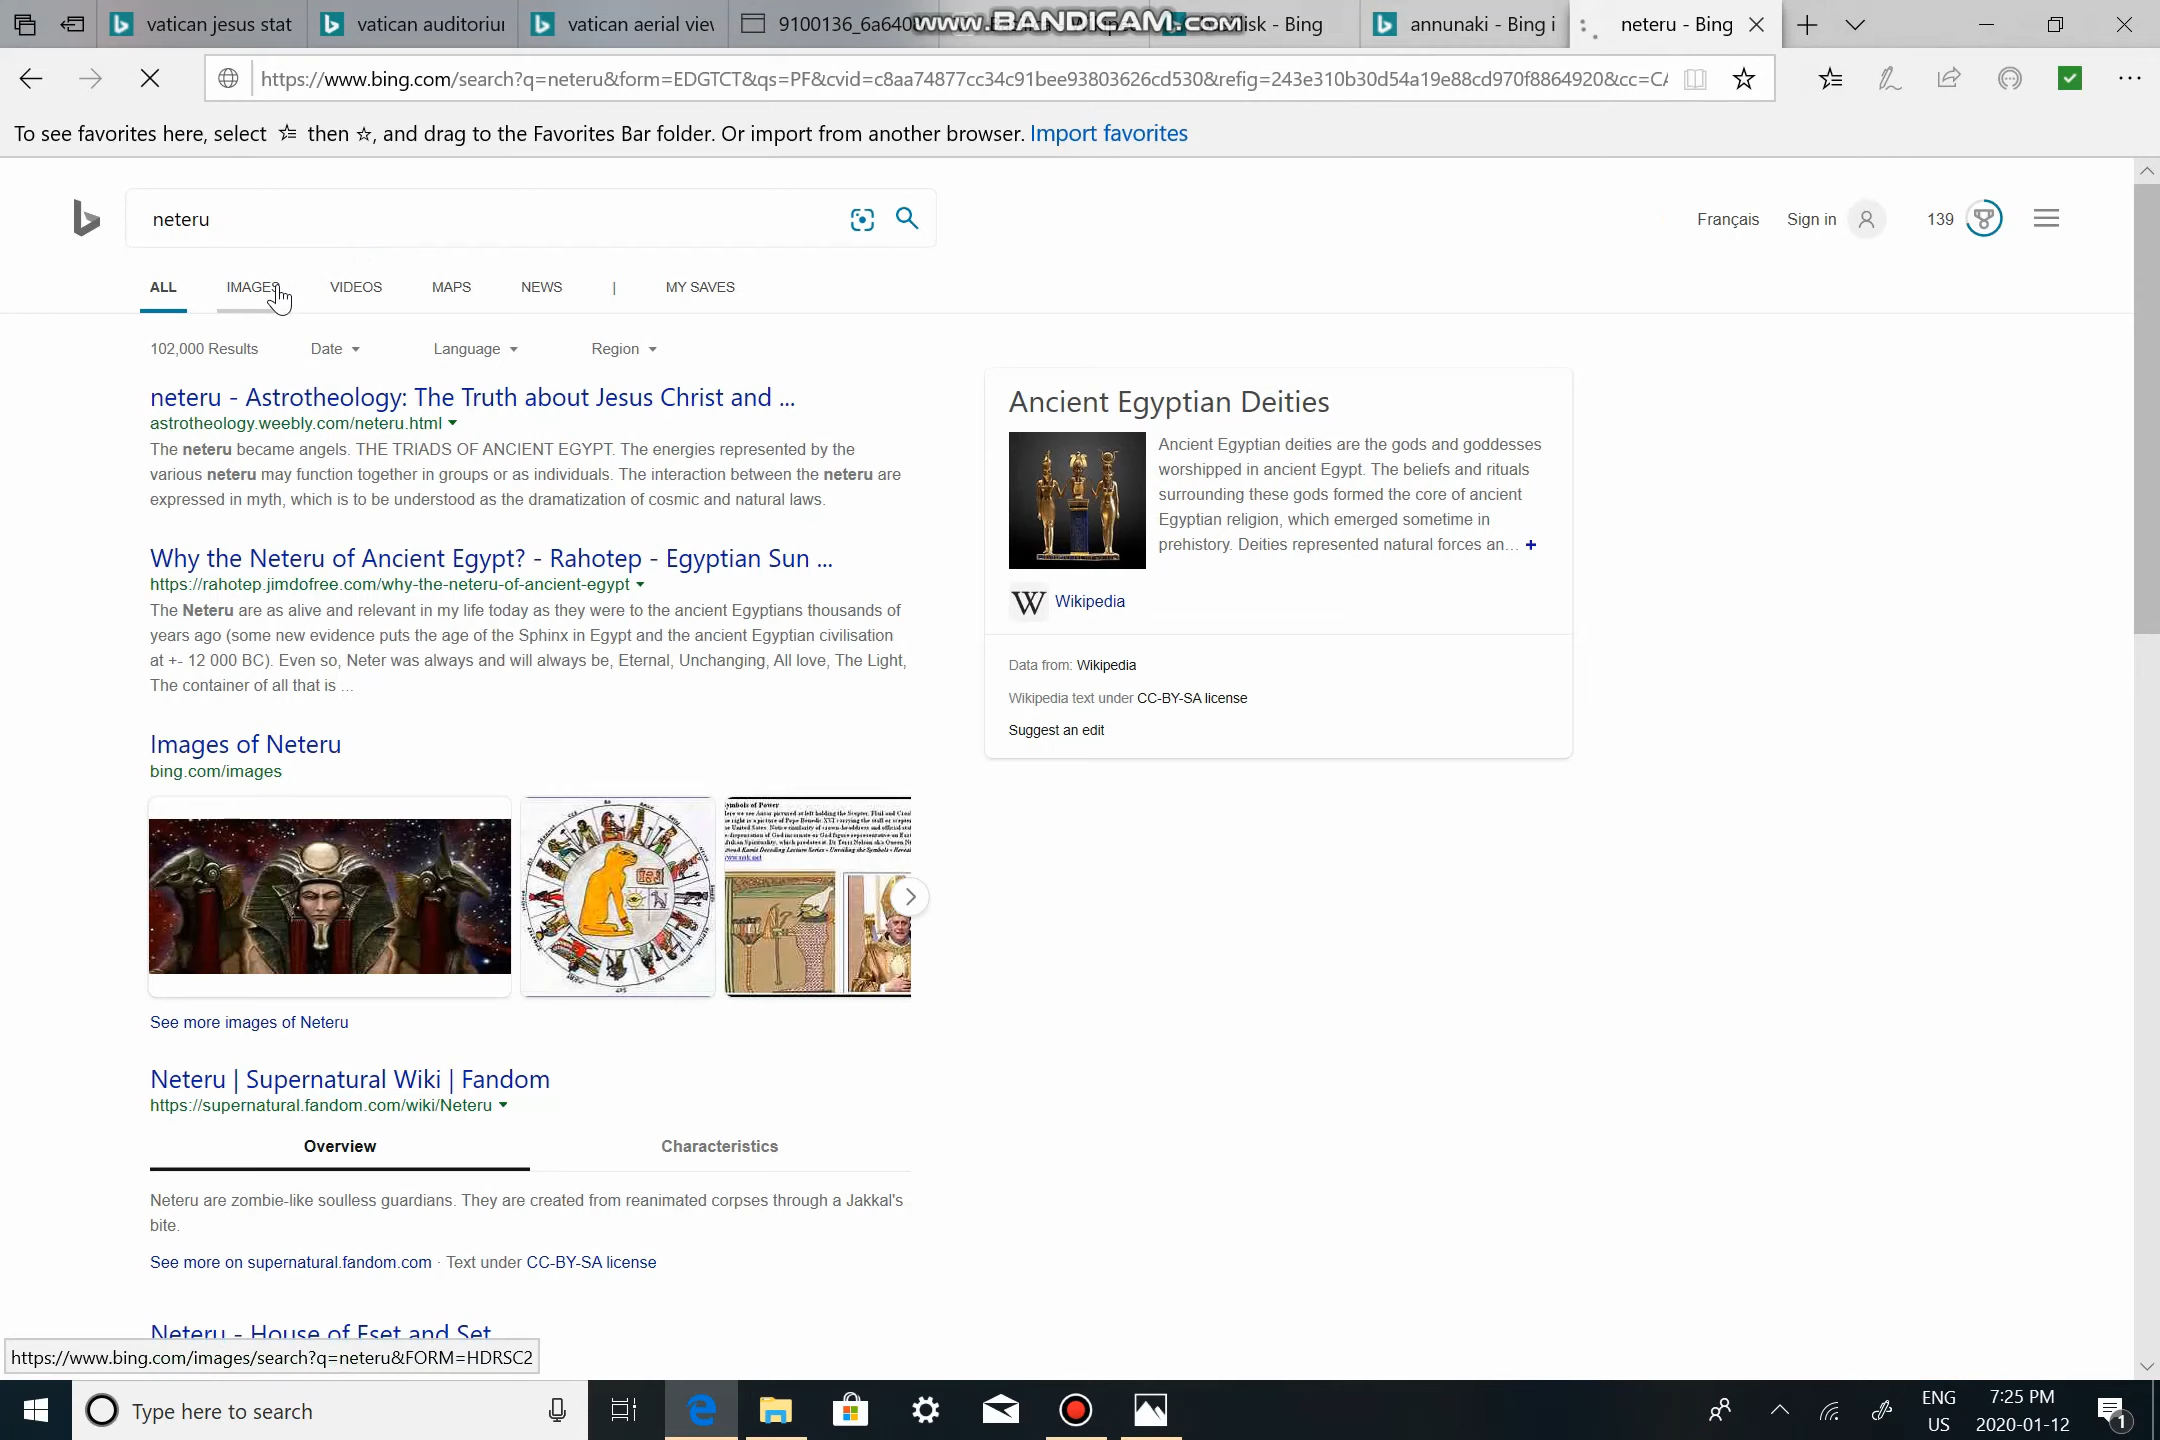 vatican jesus stat
vatican auditoriur
vatican aerial viev
9100136_6a640
www.BANDICAM.com
isk - Bing
annunaki - Bing i
neteru - Bing
https://www.bing.com/search?q=neteru&form=EDGTCT&qs=PF&cvid=c8aa74877cc34c91bee93803626cd530&refig=243e310b30d54a19e88cd970f8864920&cc=CA
To see favorites here, select then ☆, and drag to the Favorites Bar folder. Or import from another browser. Import favorites
neteru
Français Sign in 139
ALL IMAGES VIDEOS MAPS NEWS | MY SAVES
102,000 Results Date Language Region
neteru - Astrotheology: The Truth about Jesus Christ and ...
astrotheology.weebly.com/neteru.html
The neteru became angels. THE TRIADS OF ANCIENT EGYPT. The energies represented by the
various neteru may function together in groups or as individuals. The interaction between the neteru are
expressed in myth, which is to be understood as the dramatization of cosmic and natural laws.
Why the Neteru of Ancient Egypt? - Rahotep - Egyptian Sun ...
https://rahotep.jimdofree.com/why-the-neteru-of-ancient-egypt
The Neteru are as alive and relevant in my life today as they were to the ancient Egyptians thousands of
years ago (some new evidence puts the age of the Sphinx in Egypt and the ancient Egyptian civilisation
at +- 12 000 BC). Even so, Neter was always and will always be, Eternal, Unchanging, All love, The Light,
The container of all that is ...
Images of Neteru
bing.com/images
ymbols of Power
See more images of Neteru
Neteru | Supernatural Wiki | Fandom
https://supernatural.fandom.com/wiki/Neteru
Overview Characteristics
Neteru are zombie-like soulless guardians. They are created from reanimated corpses through a Jakkal's
bite.
See more on supernatural.fandom.com · Text under CC-BY-SA license
Neteru - House of Eset and Set
https://www.bing.com/images/search?q=neteru&FORM=HDRSC2
Ancient Egyptian Deities
Ancient Egyptian deities are the gods and goddesses
worshipped in ancient Egypt. The beliefs and rituals
surrounding these gods formed the core of ancient
Egyptian religion, which emerged sometime in
prehistory. Deities represented natural forces an... +
W Wikipedia
Data from: Wikipedia
Wikipedia text under CC-BY-SA license
Suggest an edit
Type here to search
ENG
US
7:25 PM
2020-01-12
1